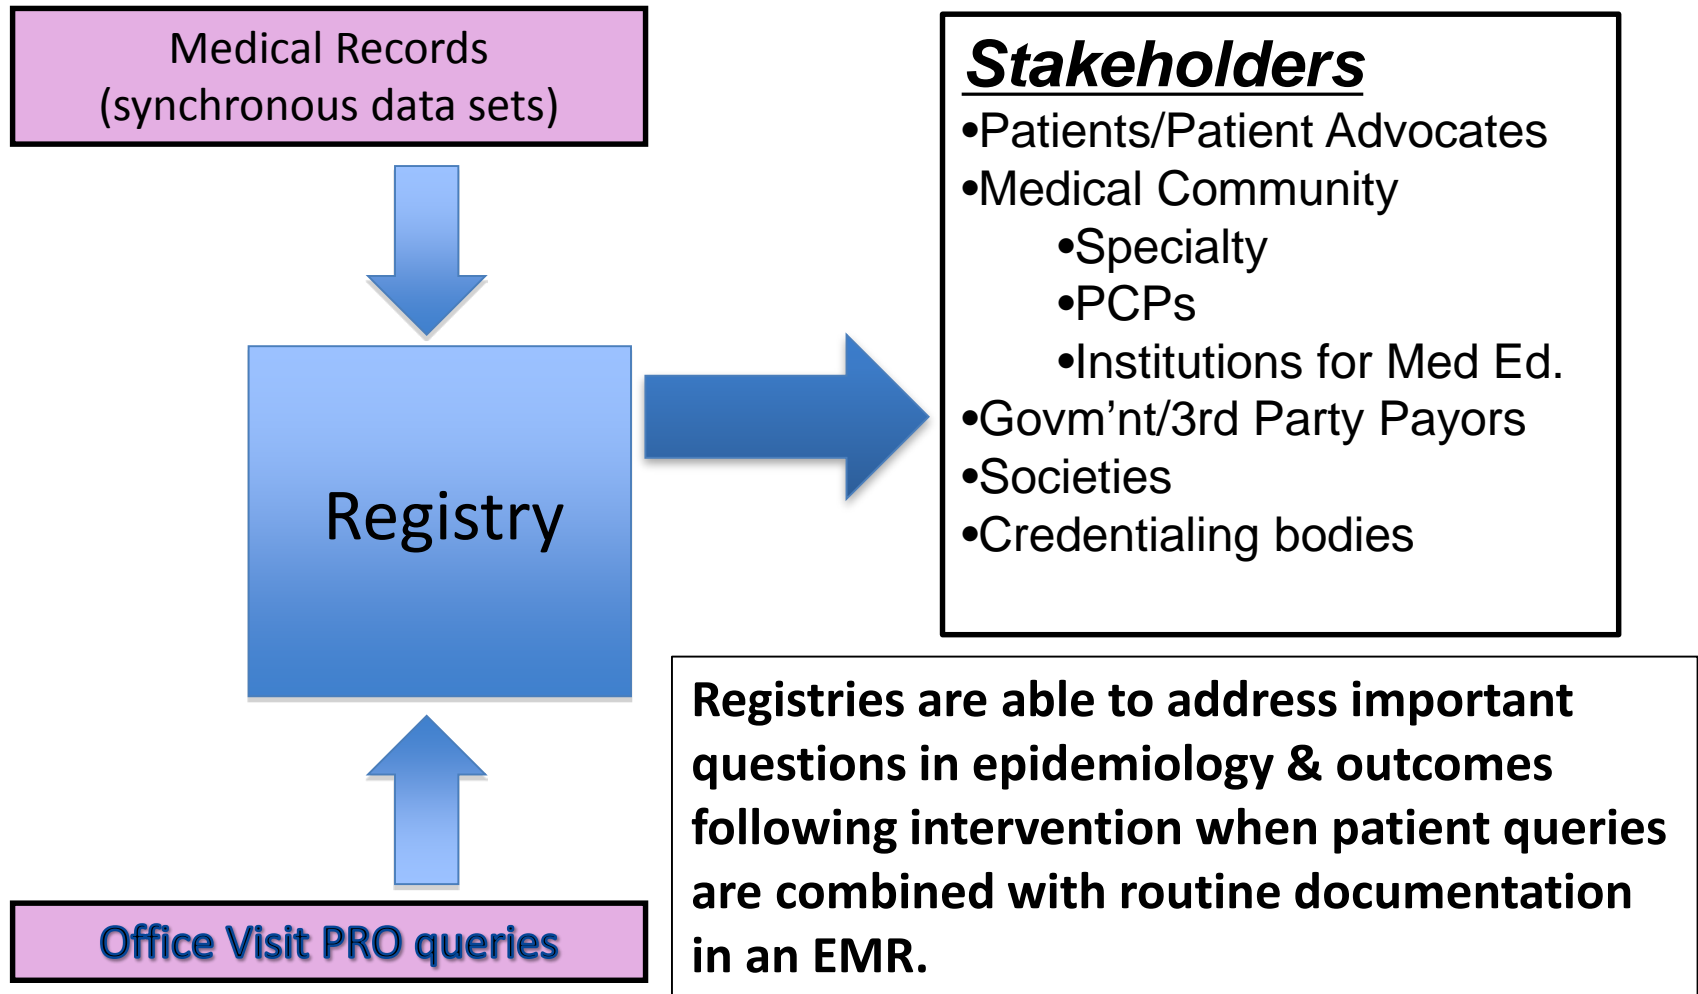 Medical Records
(synchronous data sets)
Registry
Office Visit PRO queries
Stakeholders
•Patients/Patient Advocates
•Medical Community
•Specialty
•PCPs
•Institutions for Med Ed.
•Govm’nt/3rd Party Payors
•Societies
•Credentialing bodies
Registries are able to address important
questions in epidemiology & outcomes
following intervention when patient queries
are combined with routine documentation
in an EMR.